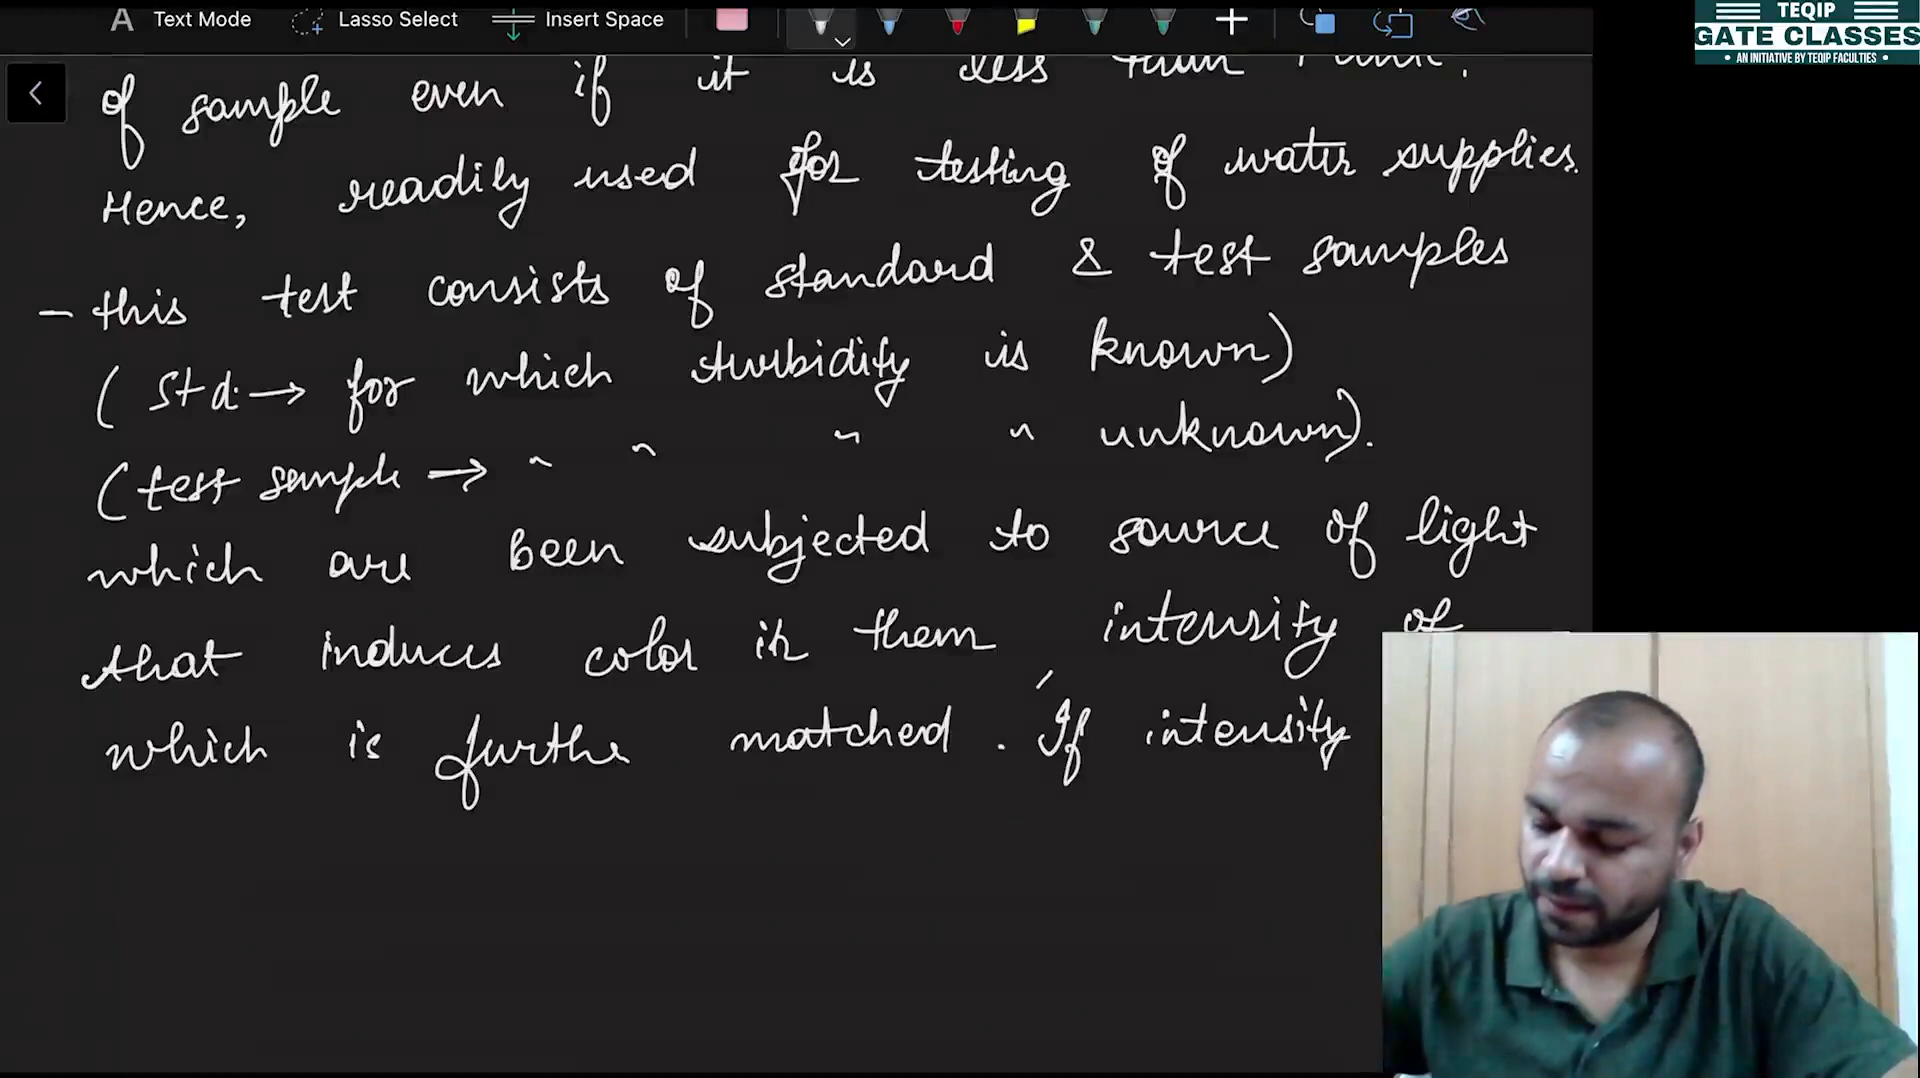 Text Mode Lasso Select Insert Space
TEQIP
GATE CLASSES
• AN INITIATIVE BY TEQIP FACULTIES •
of sample even if it is less than 1 unit.
Hence, readily used for testing of water supplies.
- this test consists of standard & test samples
( Std. → for which turbidity is known)
(test sample → " " " " unknown).
which are been subjected to source of light
that induces color in them, intensity of
which is furthe matched. If intensity